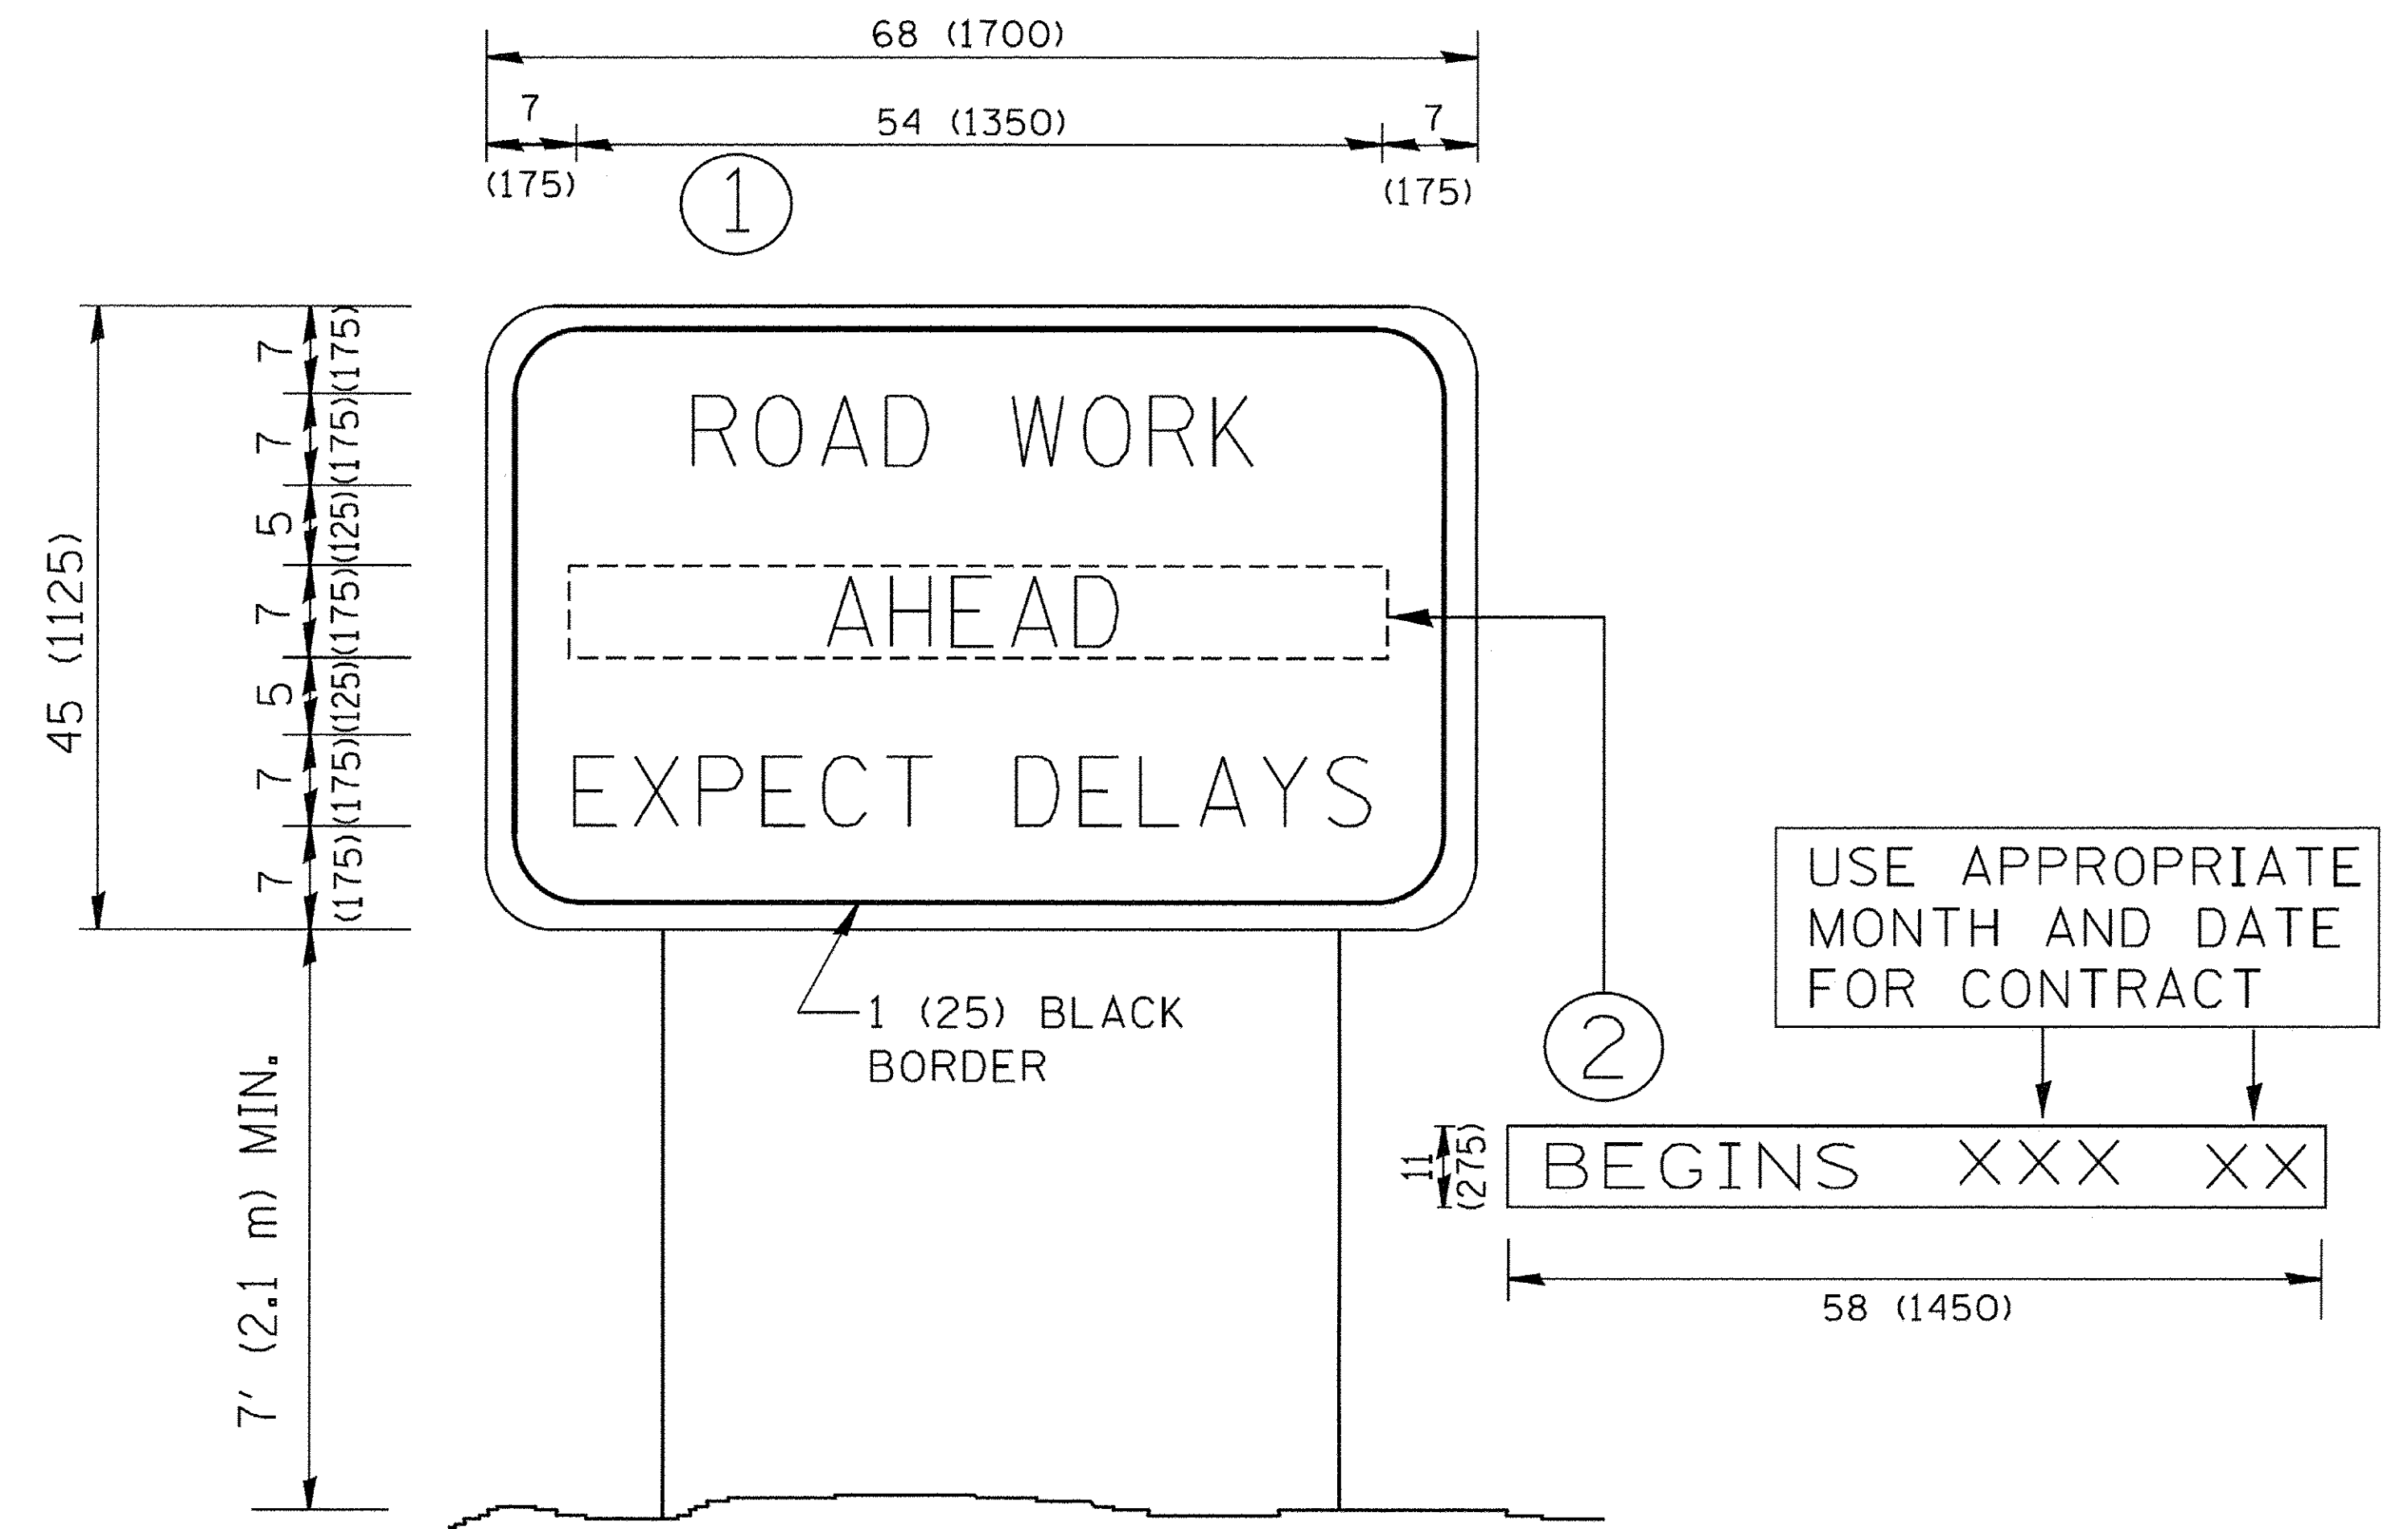 68 (1700)
7
54 (1350)
7
(175)
(175)
1
45 (1125)
7 (175)
7 (175)
5 (125)
7 (175)
5 (125)
7 (175)
7 (175)
ROAD WORK
AHEAD
EXPECT DELAYS
1 (25) BLACK
BORDER
7' (2.1 m) MIN.
2
USE APPROPRIATE
MONTH AND DATE
FOR CONTRACT
11
(275)
BEGINS XXX XX
58 (1450)